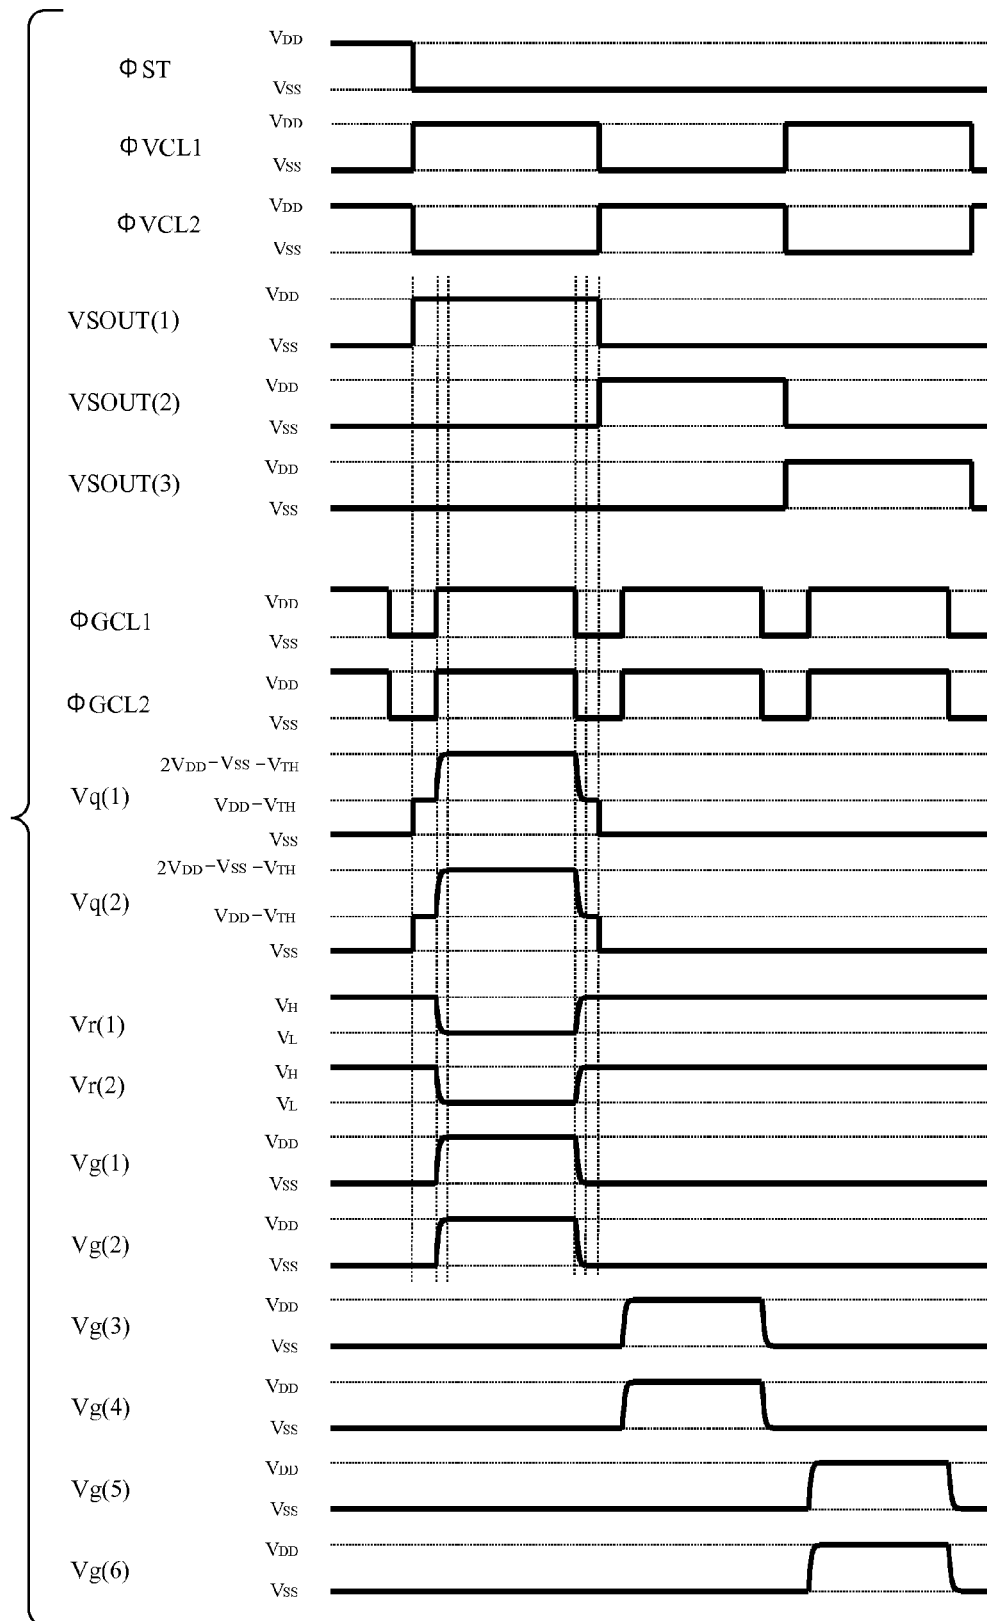 VDD
ΦST
VSS
VDD
ΦVCL1
VSS
VDD
ΦVCL2
VSS
VDD
VSOUT(1)
VSS
VDD
VSOUT(2)
VSS
VDD
VSOUT(3)
VSS
VDD
ΦGCL1
VSS
VDD
ΦGCL2
VSS
2VDD-VSS-VTH
Vq(1)
VDD-VTH
VSS
2VDD-VSS-VTH
Vq(2)
VDD-VTH
VSS
VH
Vr(1)
VL
VH
Vr(2)
VL
VDD
Vg(1)
VSS
VDD
Vg(2)
VSS
VDD
Vg(3)
VSS
VDD
Vg(4)
VSS
VDD
Vg(5)
VSS
VDD
Vg(6)
VSS